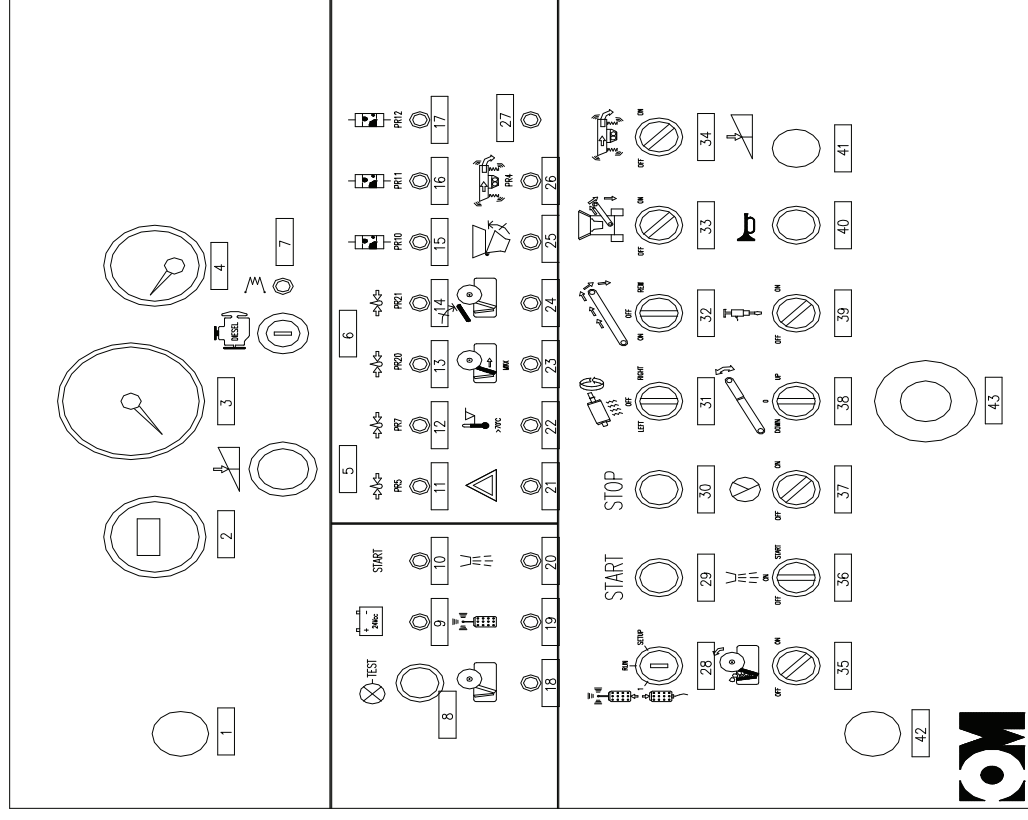 1 2 3 4
DIESEL
7
5 6
TEST
+ -
24Vcc
START
PR5 PR7 PR20 PR21 PR10 PR11 PR12
8 9 10 11 12 13 14 15 16 17
>70°C
MAX
PR4
27
18 19 20 21 22 23 24 25 26
START STOP
1 RUN SETUP
LEFT OFF RIGHT
ON OFF REW
OFF ON
OFF ON
28 29 30 31 32 33 34
OFF ON
OFF ON START
OFF ON
DOWN 0 UP
OFF ON
35 36 37 38 39 40 41
42 43
OM